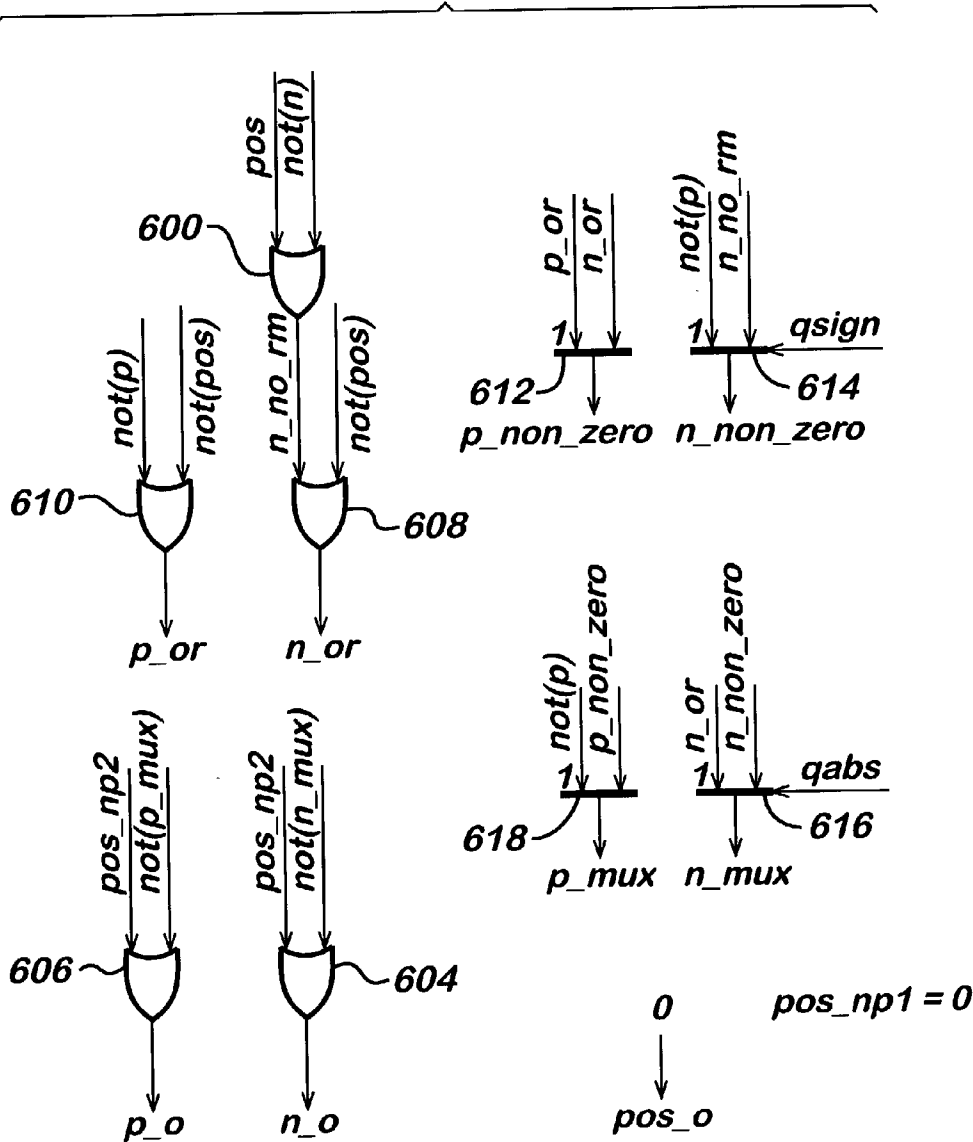 pos
not(n)
600
not(p)
not(pos)
n_no_rm
not(pos)
610
608
p_or
n_or
p_or
n_or
not(p)
n_no_rm
1
1
qsign
612
614
p_non_zero
n_non_zero
not(p)
p_non_zero
n_or
n_non_zero
1
1
qabs
618
616
p_mux
n_mux
pos_np2
not(p_mux)
pos_np2
not(n_mux)
606
604
p_o
n_o
0
pos_np1 = 0
pos_o